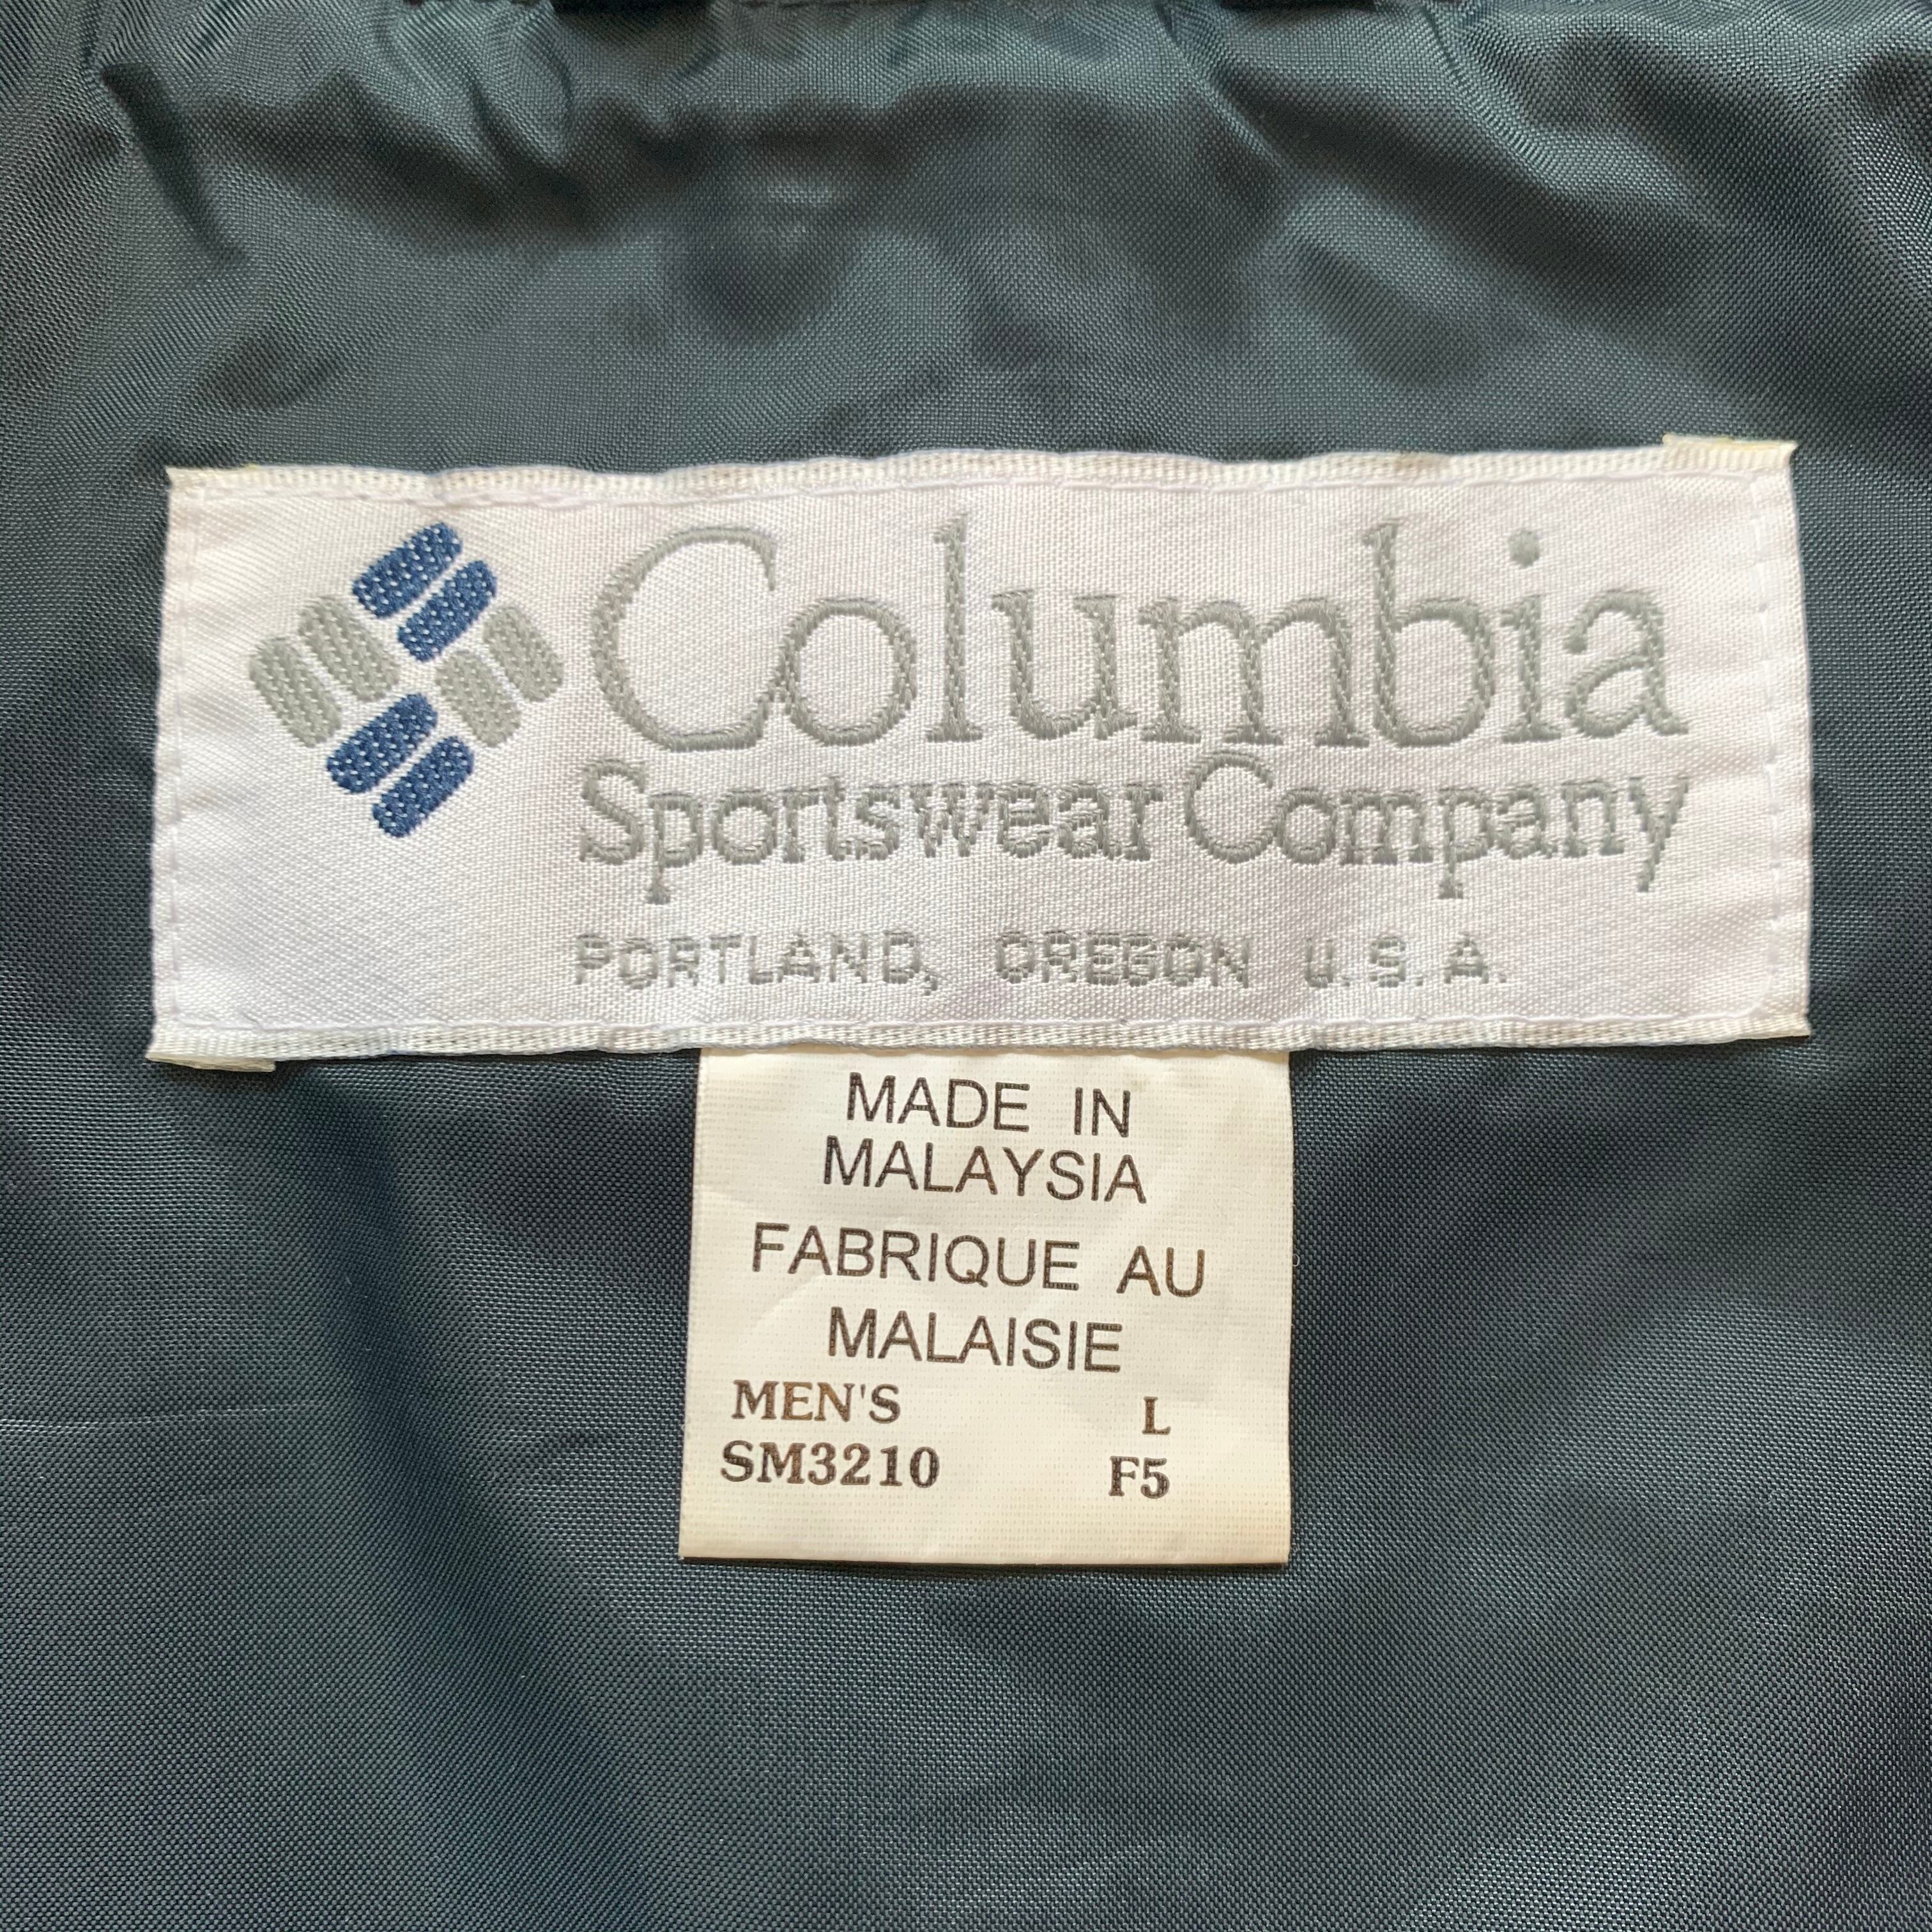 Columbia
Sportswear Company
PORTLAND, OREGON U.S.A.
MADE IN
MALAYSIA
FABRIQUE AU
MALAISIE
MEN'S L
SM3210 F5